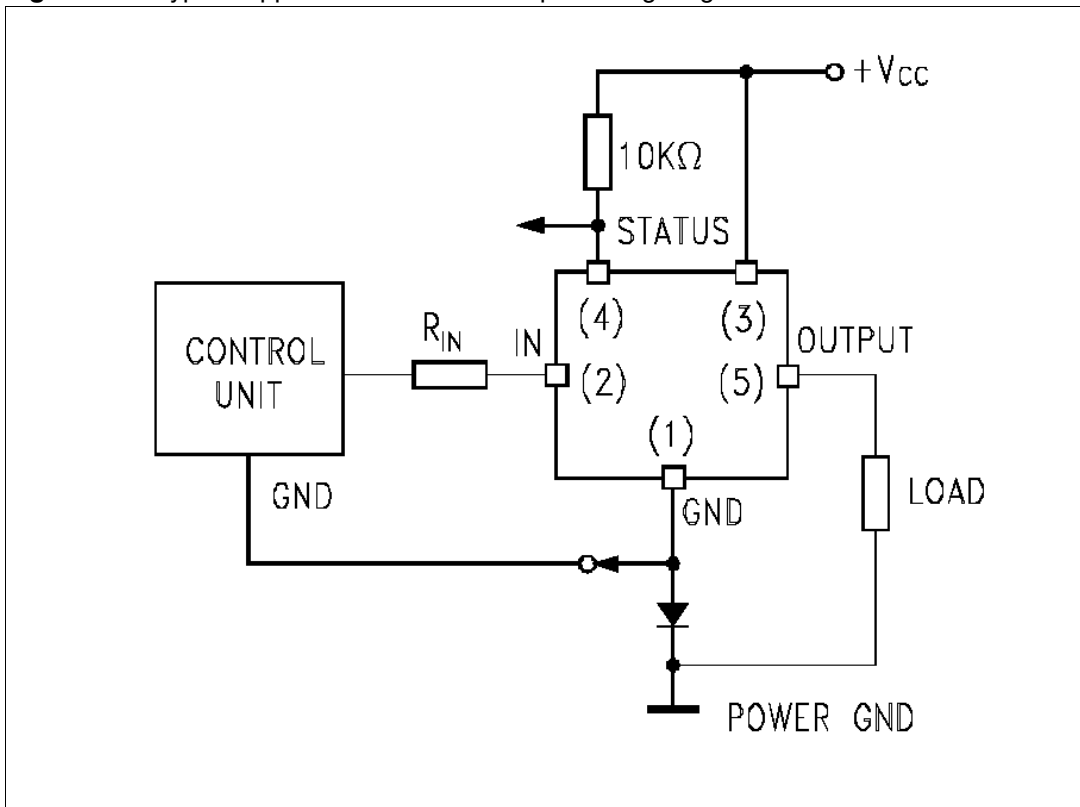 +VCC
10KΩ
STATUS
(4)
(3)
OUTPUT
RIN
IN
CONTROL
UNIT
(2)
(5)
(1)
GND
GND
LOAD
POWER GND